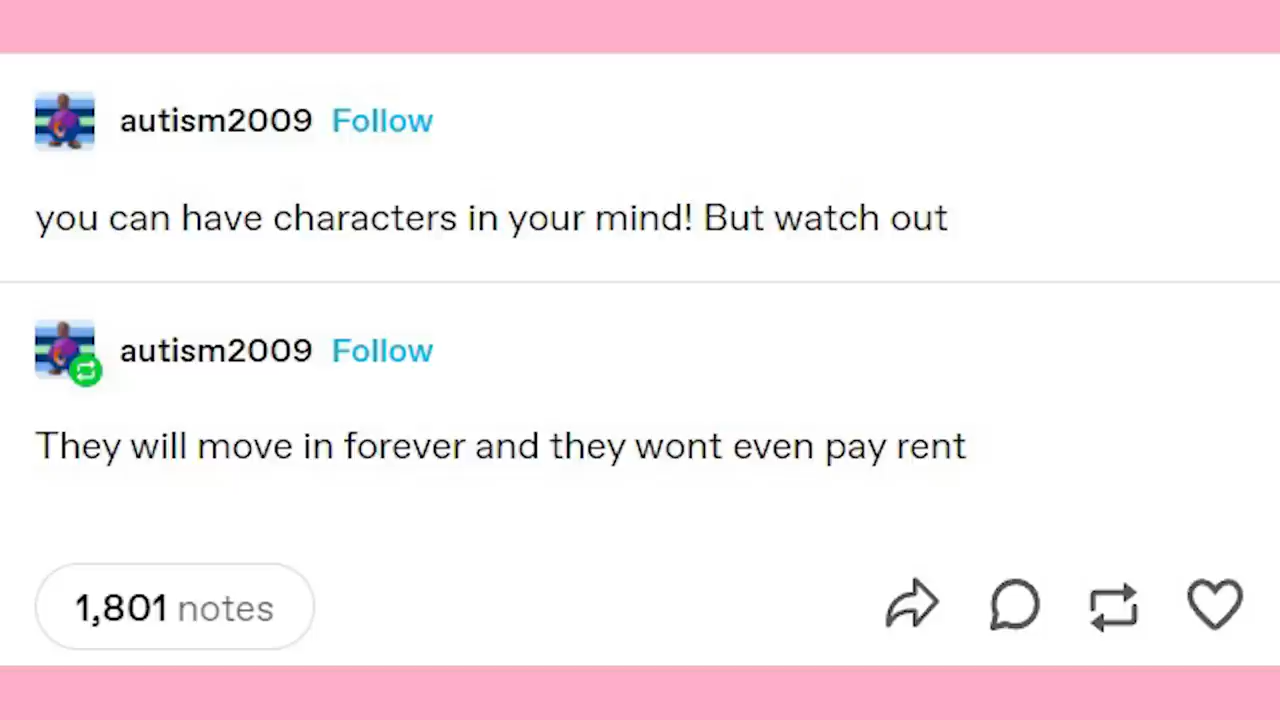 autism2009 Follow
you can have characters in your mind! But watch out
autism2009 Follow
They will move in forever and they wont even pay rent
1,801 notes